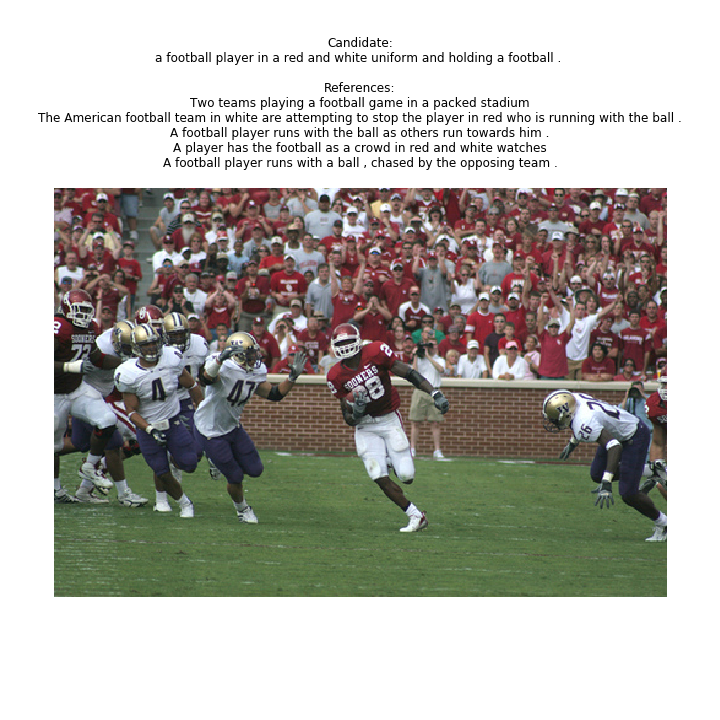 Candidate:
a football player in a red and white uniform and holding a football .
References:
Two teams playing a football game in a packed stadium
The American football team in white are attempting to stop the player in red who is running with the ball .
A football player runs with the ball as others run towards him .
A player has the football as a crowd in red and white watches
A football player runs with a ball , chased by the opposing team .
SOONERS
SOONERS
4
47
28
26